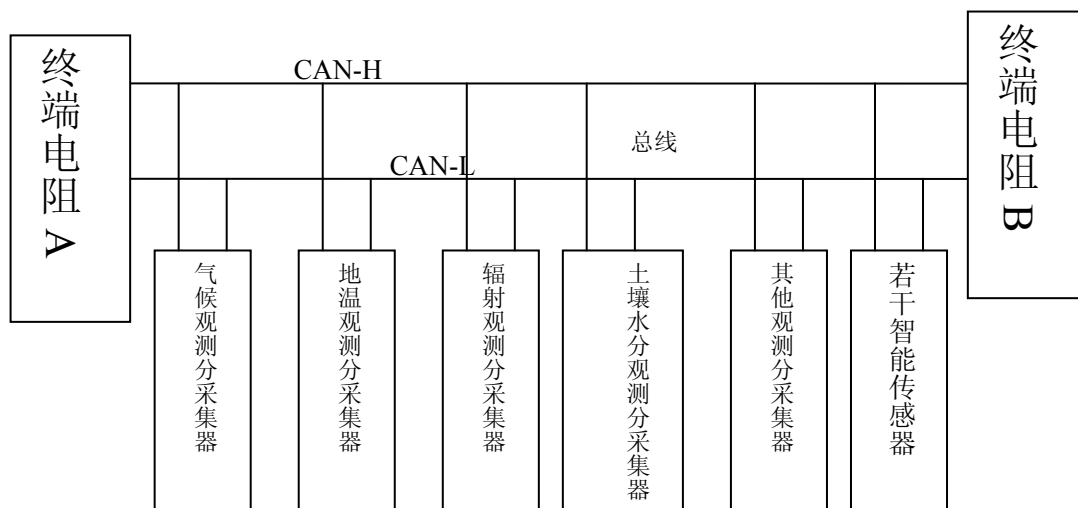 终端电阻 A
CAN-H
总线
CAN-L
终端电阻 B
气候观测分采集器
地温观测分采集器
辐射观测分采集器
土壤水分观测分采集器
其他观测分采集器
若干智能传感器